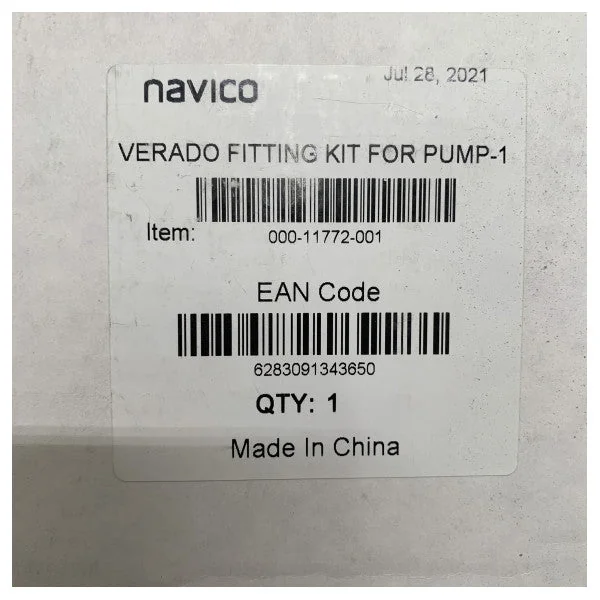 navico
Jul 28, 2021
VERADO FITTING KIT FOR PUMP-1
Item:
000-11772-001
EAN Code
6283091343650
QTY: 1
Made In China